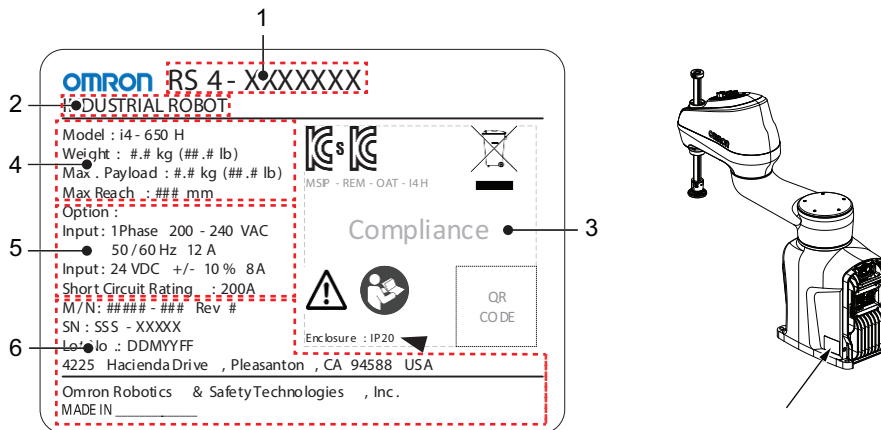 1
OMRON RS 4 - XXXXXXX
2
INDUSTRIAL ROBOT
4
Model : i4 - 650 H
Weight : #.# kg (##.# lb)
Max . Payload : #.# kg (##.# lb)
Max Reach : ### mm
MSIP - REM - OAT - I4H
Compliance
3
5
Option :
Input : 1Phase 200 - 240 VAC
50 / 60 Hz 12 A
Input : 24 VDC +/- 10 % 8A
Short Circuit Rating : 200A
QR
CODE
Enclosure : IP20
6
M/N: ##### - ### Rev #
SN : SSS - XXXXX
Lot No .: DDMYYFF
4225 Hacienda Drive , Pleasanton , CA 94588 USA
Omron Robotics & Safety Technologies , Inc.
MADE IN ___________
OMRON